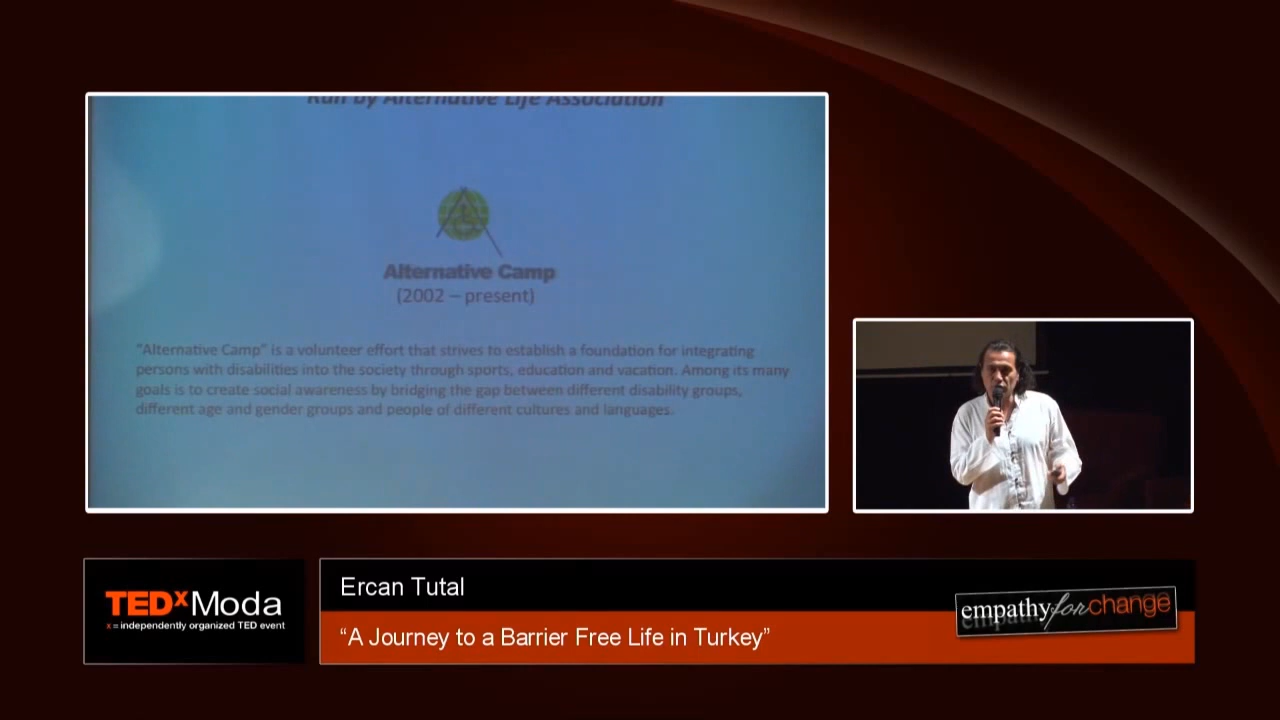 Run by Alternative Life Association
Alternative Camp
(2002 – present)
"Alternative Camp" is a volunteer effort that strives to establish a foundation for integrating
persons with disabilities into the society through sports, education and vacation. Among its many
goals is to create social awareness by bridging the gap between different disability groups,
different age and gender groups and people of different cultures and languages.
TEDxModa
x = independently organized TED event
Ercan Tutal
“A Journey to a Barrier Free Life in Turkey”
empathyforchange